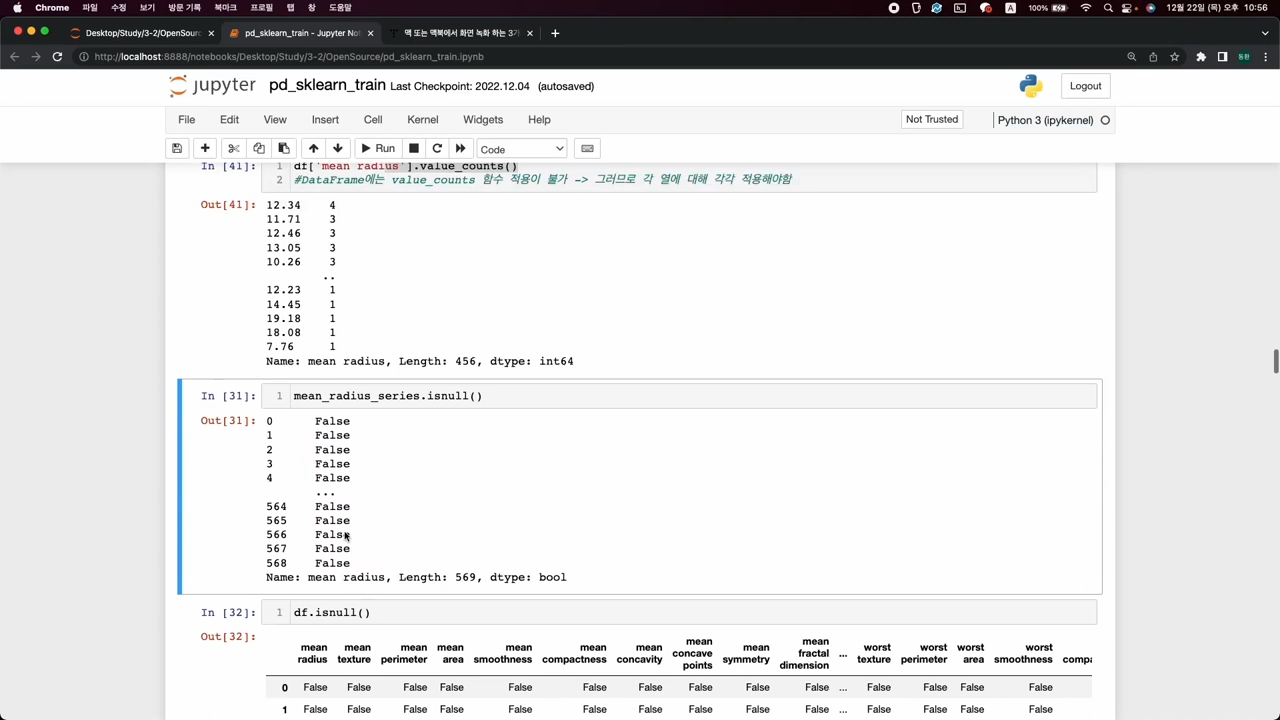 Chrome 파일 수정 보기 방문 기록 북마크 프로필 탭 창 도움말 A 100% 12월 22일 (목) 오후 10:56
Desktop/Study/3-2/OpenSourc pd_sklearn_train - Jupyter No 맥 또는 맥북에서 화면 녹화 하는 3가
http://localhost:8888/notebooks/Desktop/Study/3-2/OpenSource/pd_sklearn_train.ipynb 동환
jupyter pd_sklearn_train Last Checkpoint: 2022.12.04 (autosaved) Logout
File Edit View Insert Cell Kernel Widgets Help Not Trusted Python 3 (ipykernel)
Run Code
In [41]: 1 df['mean radius'].value_counts()
2 #DataFrame에는 value_counts 함수 적용이 불가 -> 그러므로 각 열에 대해 각각 적용해야함
Out[41]: 12.34 4
11.71 3
12.46 3
13.05 3
10.26 3
..
12.23 1
14.45 1
19.18 1
18.08 1
7.76 1
Name: mean radius, Length: 456, dtype: int64
In [31]: 1 mean_radius_series.isnull()
Out[31]: 0 False
1 False
2 False
3 False
4 False
...
564 False
565 False
566 False
567 False
568 False
Name: mean radius, Length: 569, dtype: bool
In [32]: 1 df.isnull()
Out[32]:
mean radius mean texture mean perimeter mean area mean smoothness mean compactness mean concavity mean concave points mean symmetry mean fractal dimension ... worst texture worst perimeter worst area worst smoothness compa
0 False False False False False False False False False False ... False False False False
1 False False False False False False False False False False ... False False False False